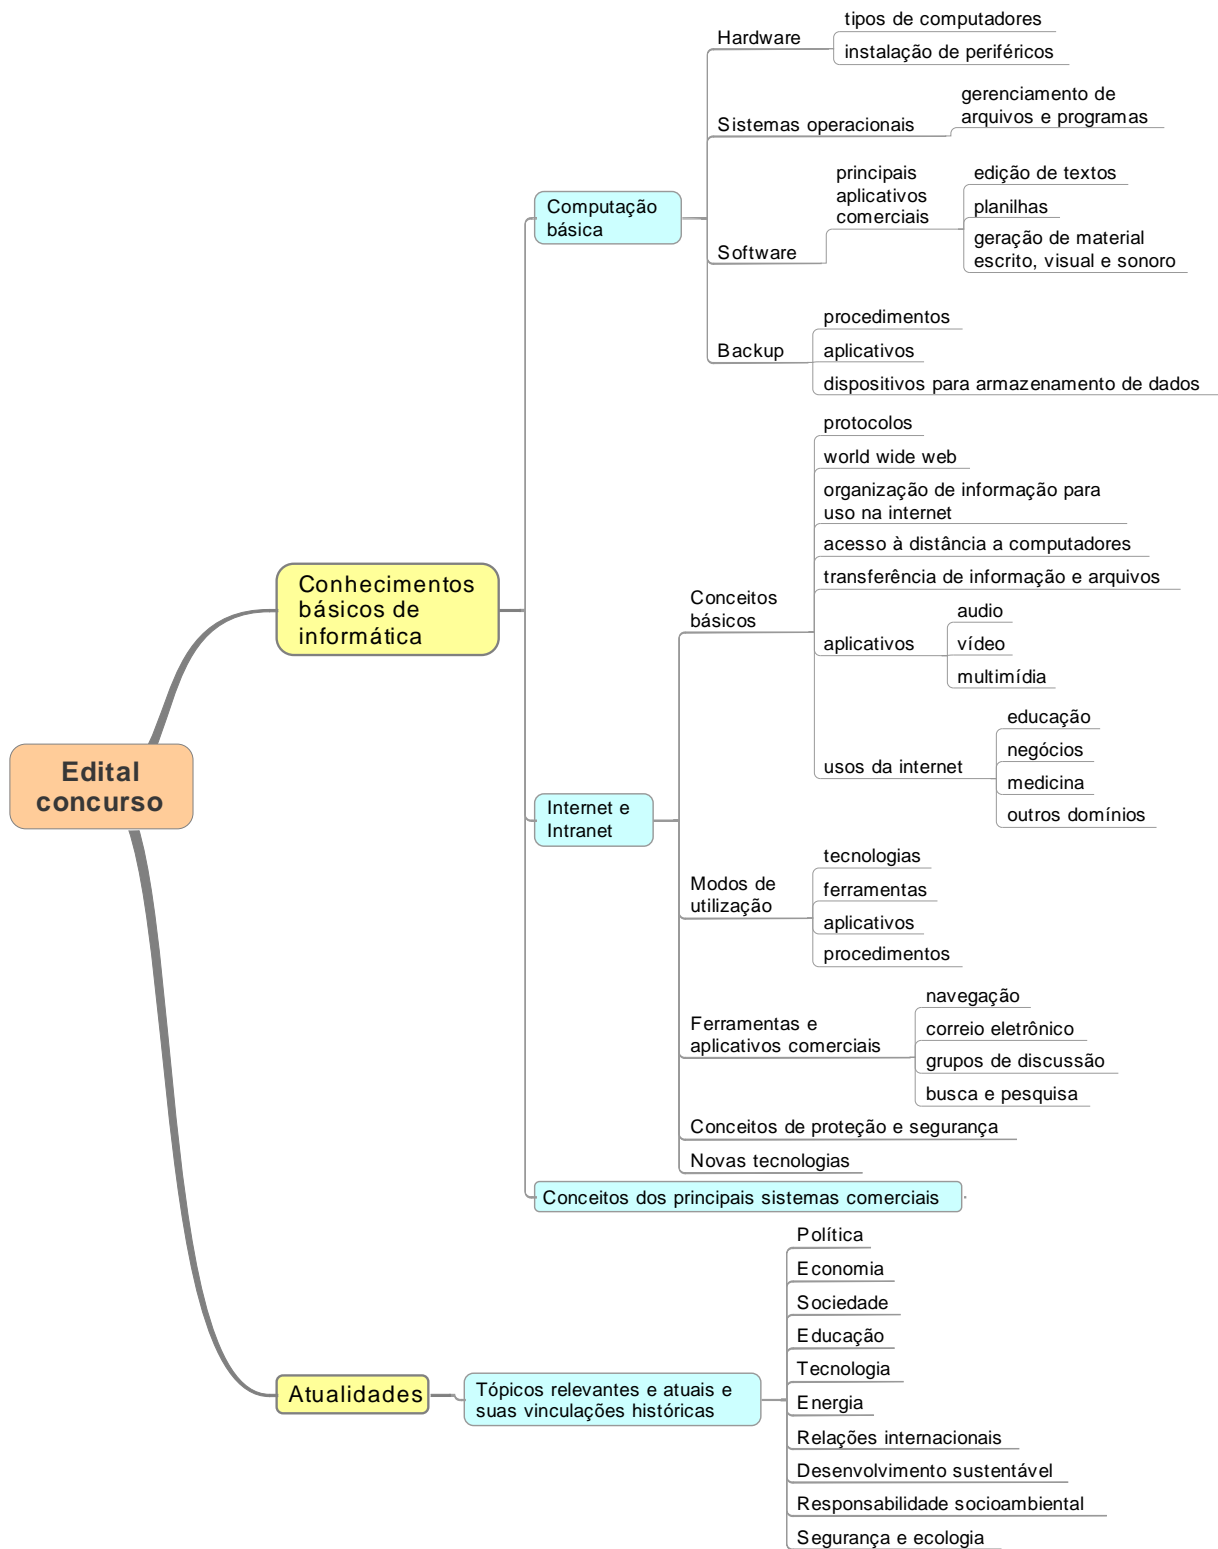 Edital
concurso
Conhecimentos
básicos de
informática
Computação
básica
Hardware
tipos de computadores
instalação de periféricos
Sistemas operacionais
gerenciamento de
arquivos e programas
Software
principais
aplicativos
comerciais
edição de textos
planilhas
geração de material
escrito, visual e sonoro
Backup
procedimentos
aplicativos
dispositivos para armazenamento de dados
Internet e
Intranet
Conceitos
básicos
protocolos
world wide web
organização de informação para
uso na internet
acesso à distância a computadores
transferência de informação e arquivos
aplicativos
audio
vídeo
multimídia
usos da internet
educação
negócios
medicina
outros domínios
Modos de
utilização
tecnologias
ferramentas
aplicativos
procedimentos
Ferramentas e
aplicativos comerciais
navegação
correio eletrônico
grupos de discussão
busca e pesquisa
Conceitos de proteção e segurança
Novas tecnologias
Conceitos dos principais sistemas comerciais
Atualidades
Tópicos relevantes e atuais e
suas vinculações históricas
Política
Economia
Sociedade
Educação
Tecnologia
Energia
Relações internacionais
Desenvolvimento sustentável
Responsabilidade socioambiental
Segurança e ecologia